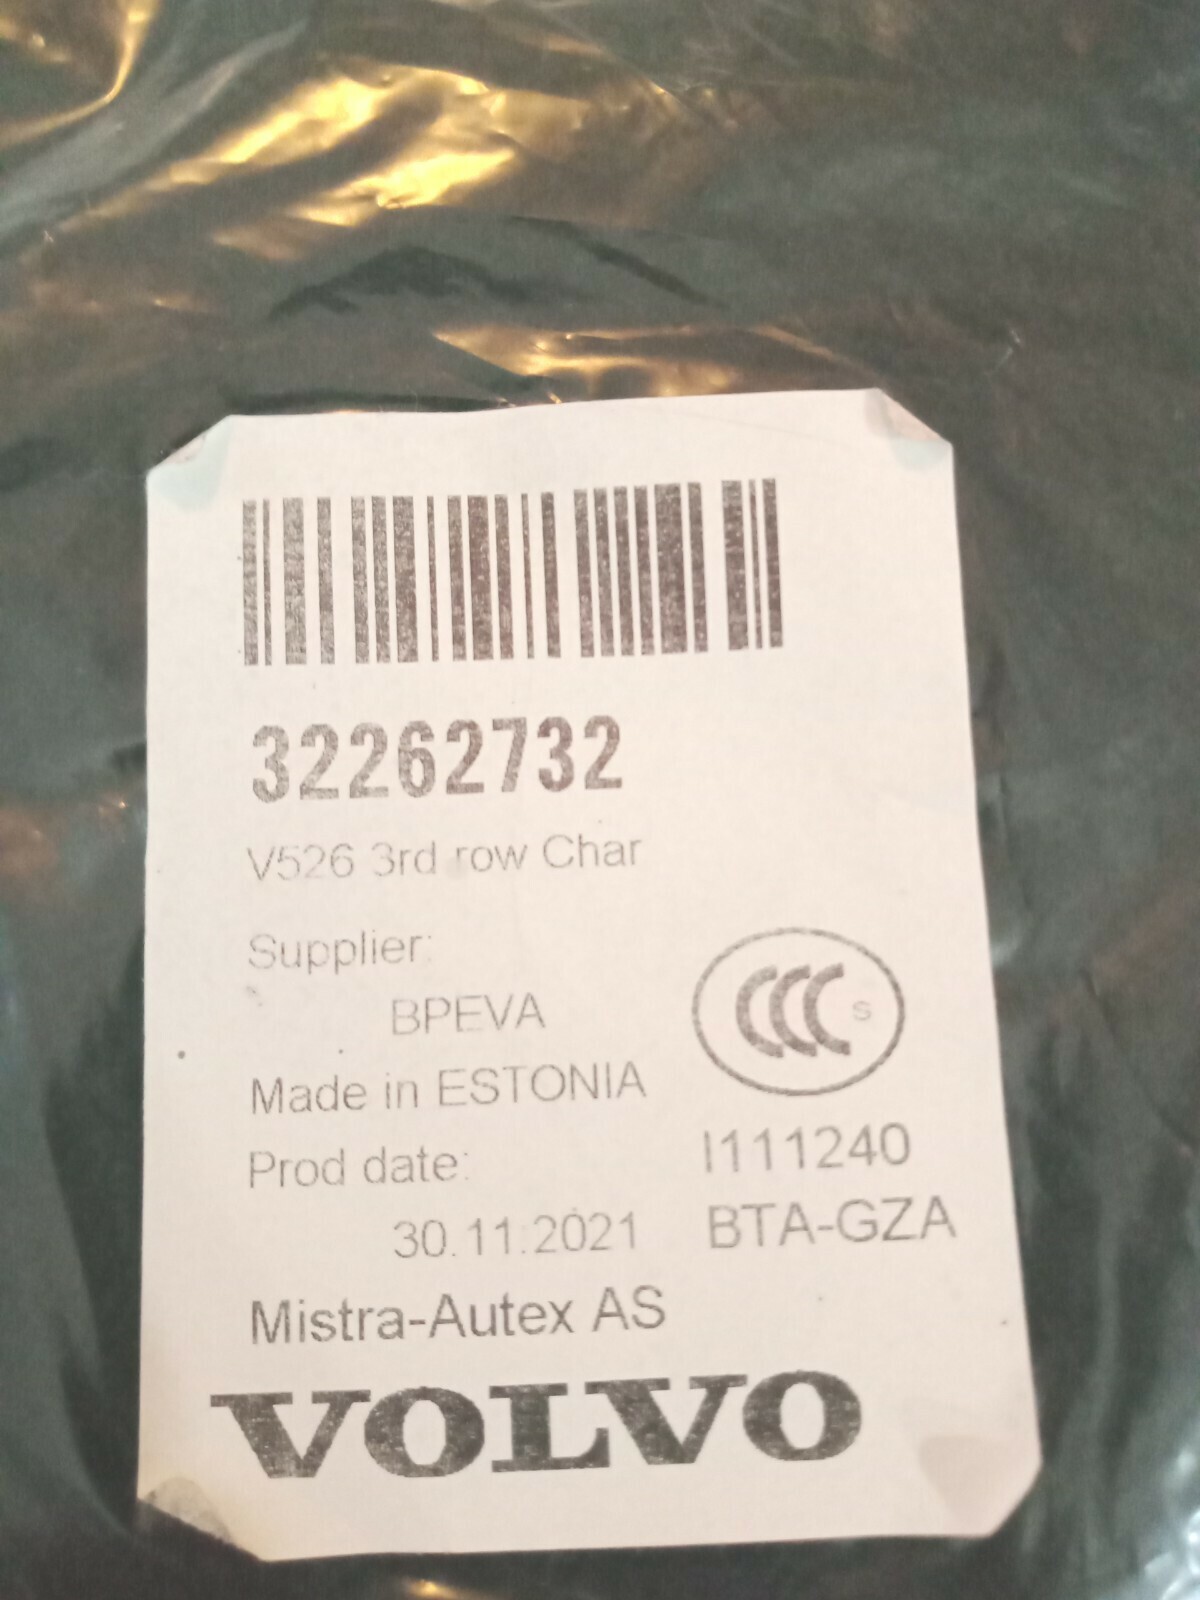 32262732
V526 3rd row Char
Supplier:
BPEVA
CCC S
Made in ESTONIA
Prod date:
I111240
30.11.2021
BTA-GZA
Mistra-Autex AS
VOLVO